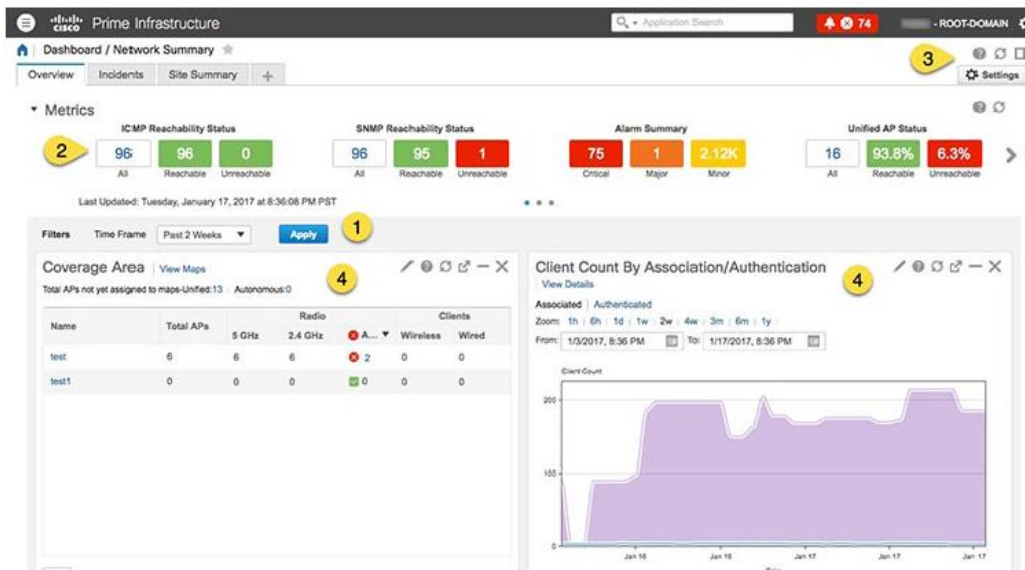 CISCO Prime Infrastructure
Application Search
74
- ROOT-DOMAIN
Dashboard / Network Summary
3
Overview Incidents Site Summary +
Settings
Metrics
ICMP Reachability Status SNMP Reachability Status Alarm Summary Unified AP Status
2
96 96 0 96 95 1 75 1 2.12K 16 93.8% 6.3%
All Reachable Unreachable All Reachable Unreachable Critical Major Minor All Reachable Unreachable
Last Updated: Tuesday, January 17, 2017 at 8:36:08 PM PST
Filters Time Frame Past 2 Weeks Apply 1
Coverage Area View Maps
4
Total APs not yet assigned to maps-Unified:13 Autonomous:0
Name Total APs Radio Clients
5 GHz 2.4 GHz A... Wireless Wired
test 6 6 6 2 0 0
test1 0 0 0 0 0 0
Client Count By Association/Authentication
4
View Details
Associated Authenticated
Zoom: 1h 6h 1d 1w 2w 4w 3m 6m 1y
From: 1/3/2017, 8:36 PM To: 1/17/2017, 8:36 PM
Client Count
200
100
0
Jan 16 Jan 16 Jan 17 Jan 17 Jan 17